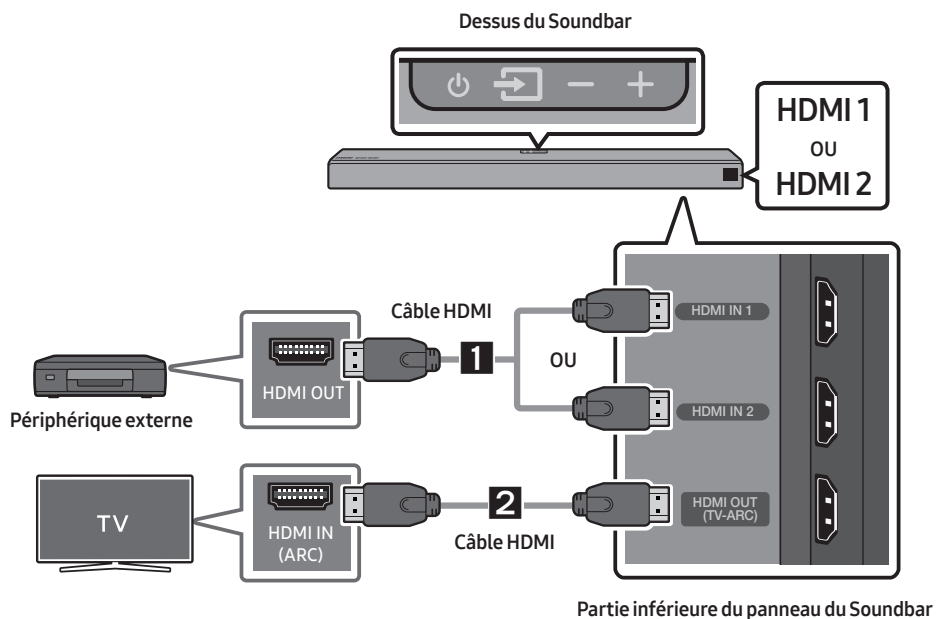 Dessus du Soundbar
HDMI 1
OU
HDMI 2
Câble HDMI
HDMI IN 1
1
OU
HDMI OUT
Périphérique externe
HDMI IN 2
TV
HDMI IN
(ARC)
2
Câble HDMI
HDMI OUT
(TV-ARC)
Partie inférieure du panneau du Soundbar